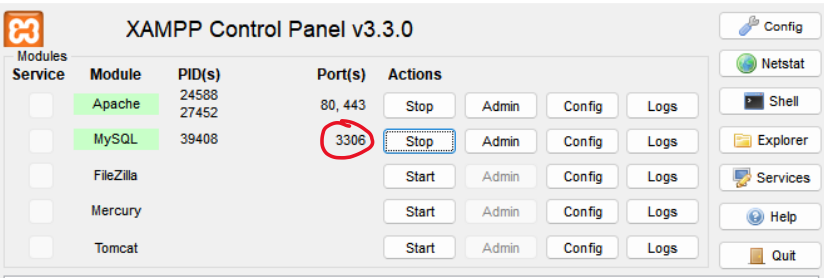 XAMPP Control Panel v3.3.0
Config
Modules
Service Module PID(s) Port(s) Actions
Netstat
Apache 24588 27452 80, 443 Stop Admin Config Logs
Shell
MySQL 39408 3306 Stop Admin Config Logs
Explorer
FileZilla Start Admin Config Logs
Services
Mercury Start Admin Config Logs
Help
Tomcat Start Admin Config Logs
Quit